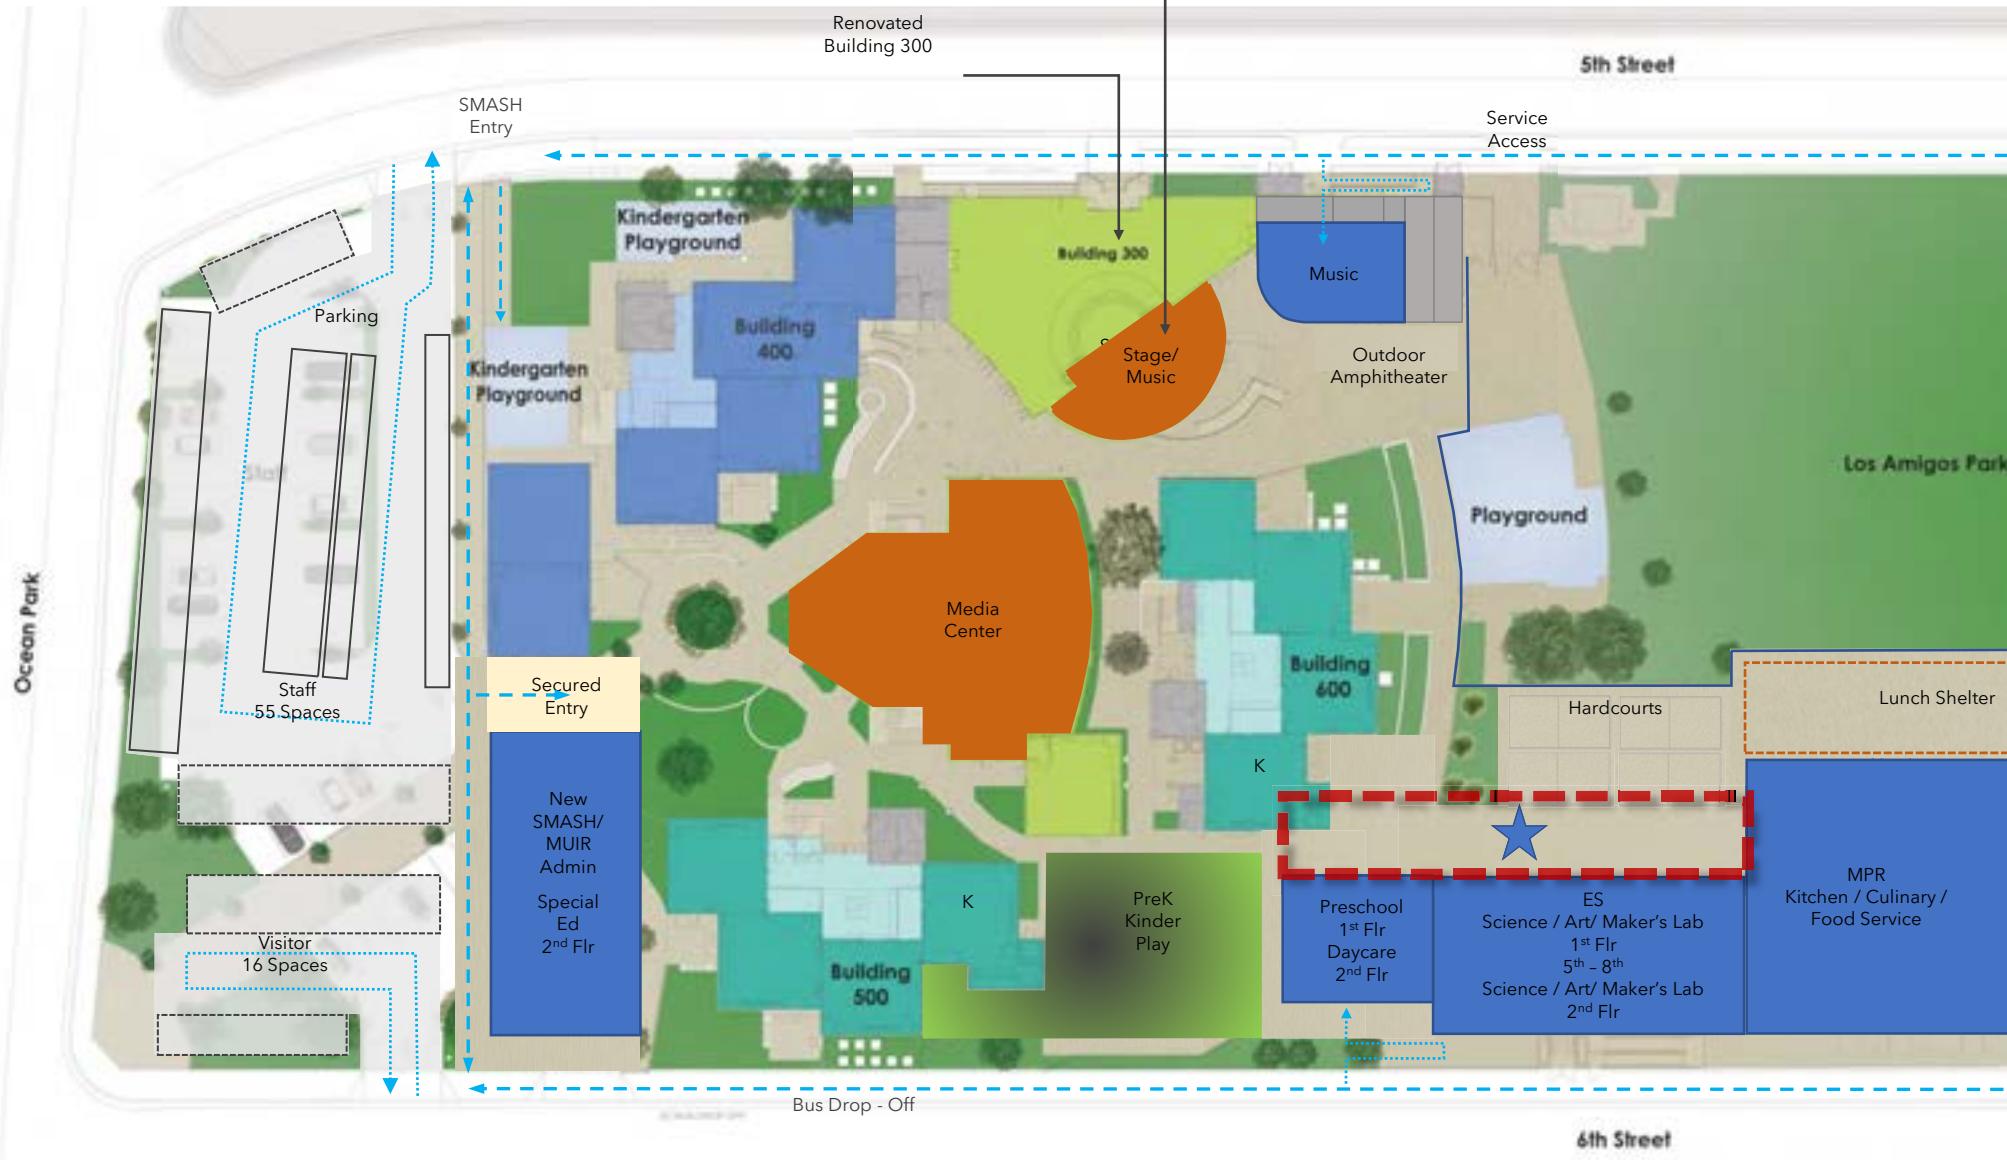 Renovated
Building 300
5th Street
SMASH
Entry
Service
Access
Kindergarten
Playground
Building 300
Music
Parking
Building
400
Stage/
Music
Outdoor
Amphitheater
Kindergarten
Playground
Staff
Los Amigos Park
Playground
Ocean Park
Media
Center
Secured
Entry
Building
600
Staff
55 Spaces
Hardcourts
Lunch Shelter
K
New
SMASH/
MUIR
Admin
Special
Ed
2nd Flr
K
PreK
Kinder
Play
Preschool
1st Flr
Daycare
2nd Flr
ES
Science / Art/ Maker's Lab
1st Flr
5th – 8th
Science / Art/ Maker's Lab
2nd Flr
MPR
Kitchen / Culinary /
Food Service
Visitor
16 Spaces
Building
500
Bus Drop - Off
6th Street